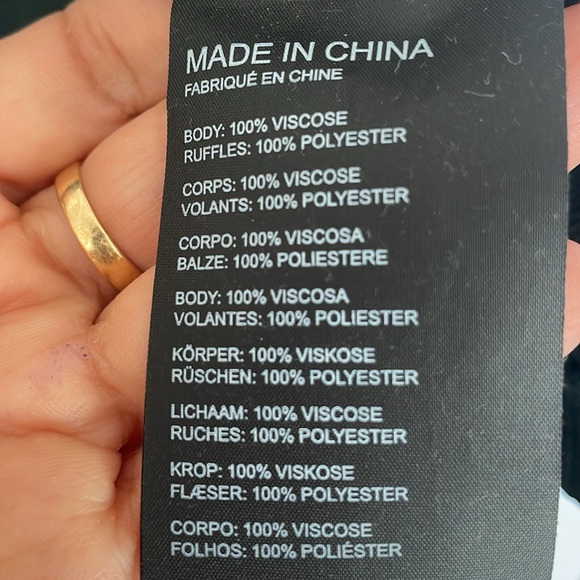 MADE IN CHINA
FABRIQUÉ EN CHINE
BODY: 100% VISCOSE
RUFFLES: 100% POLYESTER
CORPS: 100% VISCOSE
VOLANTS: 100% POLYESTER
CORPO: 100% VISCOSA
BALZE: 100% POLIESTERE
BODY: 100% VISCOSA
VOLANTES: 100% POLIESTER
KÖRPER: 100% VISKOSE
RÜSCHEN: 100% POLYESTER
LICHAAM: 100% VISCOSE
RUCHES: 100% POLYESTER
KROP: 100% VISKOSE
FLÆSER: 100% POLYESTER
CORPO: 100% VISCOSE
FOLHOS: 100% POLIÉSTER